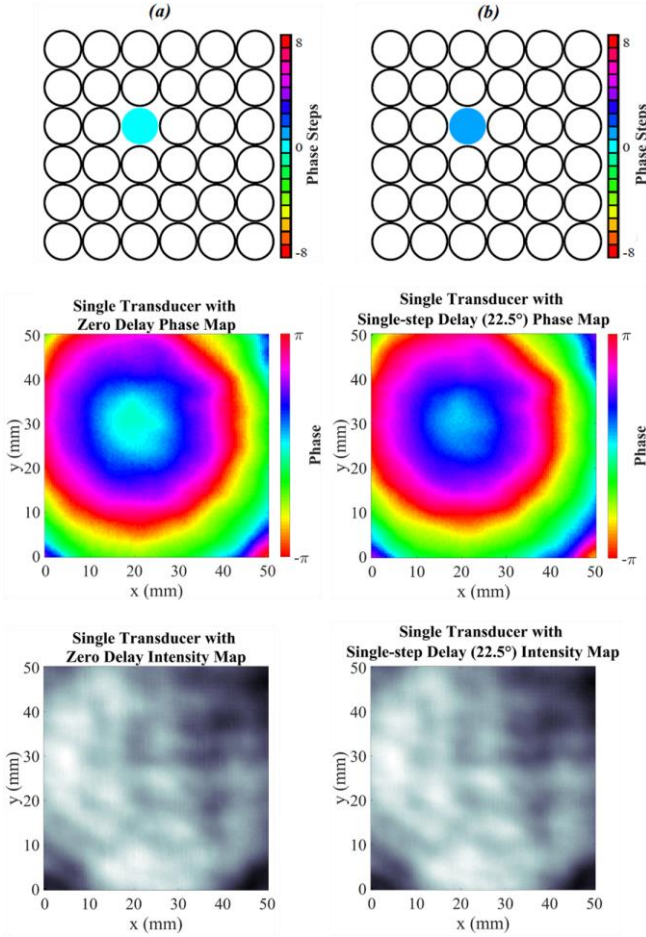 (a)
8
0
-8
Phase Steps
(b)
8
0
-8
Phase Steps
Single Transducer with
Zero Delay Phase Map
50
40
30
20
10
0
y (mm)
0 10 20 30 40 50
x (mm)
π
-π
Phase
Single Transducer with
Single-step Delay (22.5°) Phase Map
50
40
30
20
10
0
y (mm)
0 10 20 30 40 50
x (mm)
π
-π
Phase
Single Transducer with
Zero Delay Intensity Map
50
40
30
20
10
0
y (mm)
0 10 20 30 40 50
x (mm)
Single Transducer with
Single-step Delay (22.5°) Intensity Map
50
40
30
20
10
0
y (mm)
0 10 20 30 40 50
x (mm)